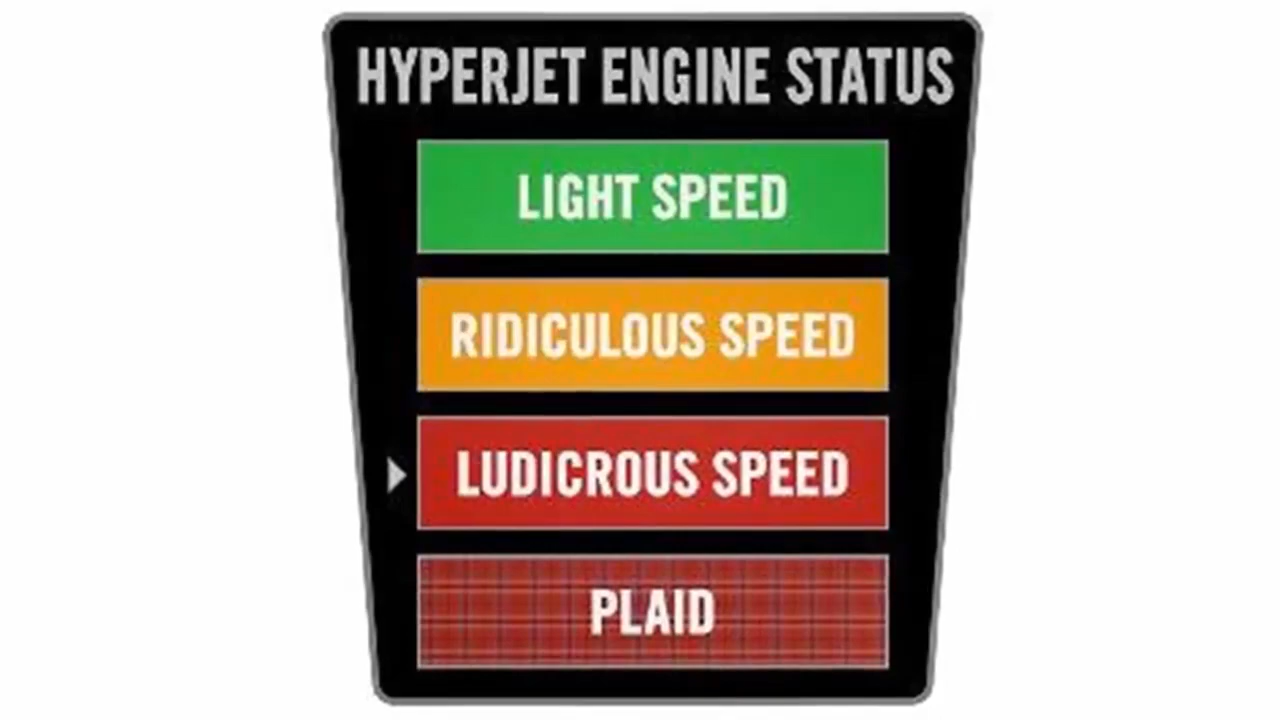 HYPERJET ENGINE STATUS
LIGHT SPEED
RIDICULOUS SPEED
LUDICROUS SPEED
PLAID